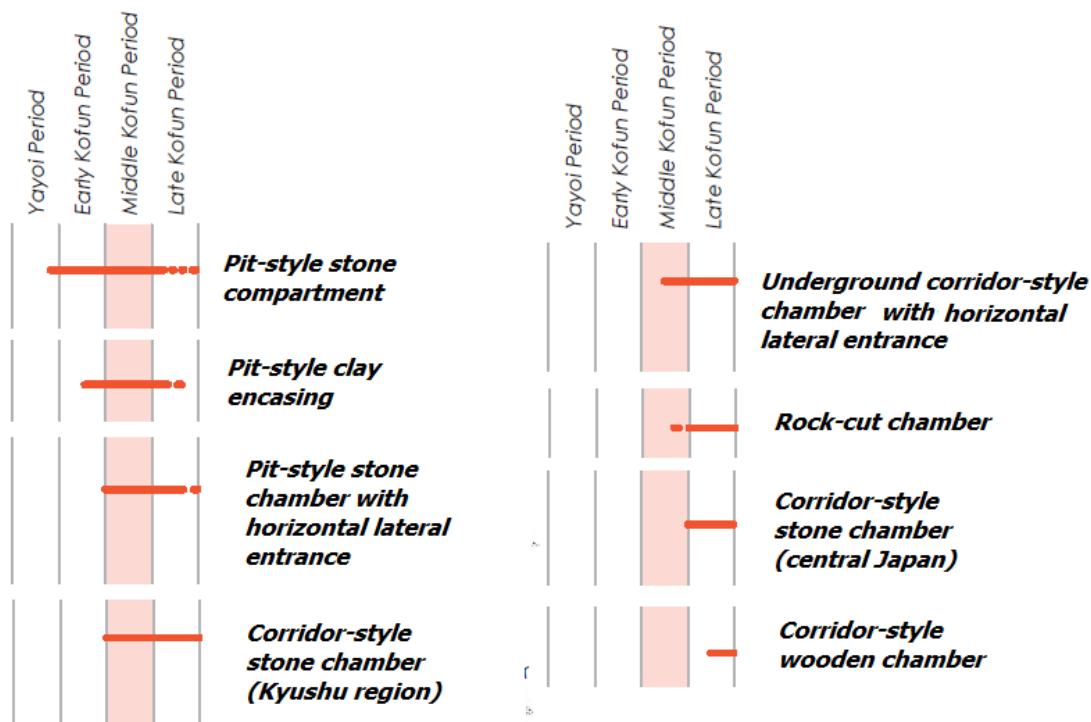 Yayoi Period
Early Kofun Period
Middle Kofun Period
Late Kofun Period
Pit-style stone
compartment
Pit-style clay
encasing
Pit-style stone
chamber with
horizontal lateral
entrance
Corridor-style
stone chamber
(Kyushu region)
Yayoi Period
Early Kofun Period
Middle Kofun Period
Late Kofun Period
Underground corridor-style
chamber with horizontal
lateral entrance
Rock-cut chamber
Corridor-style
stone chamber
(central Japan)
Corridor-style
wooden chamber